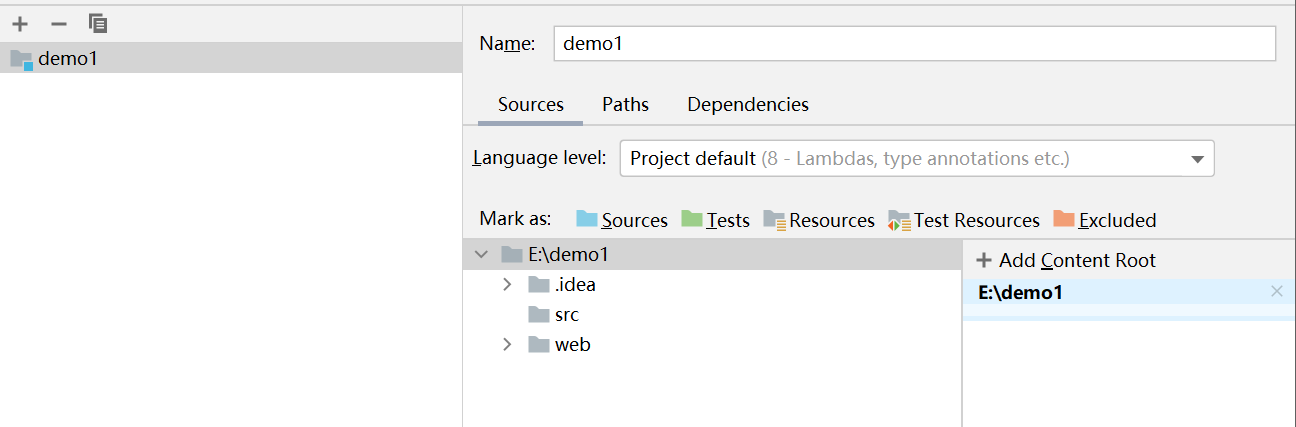 demo1
Name: demo1
Sources Paths Dependencies
Language level: Project default (8 - Lambdas, type annotations etc.)
Mark as: Sources Tests Resources Test Resources Excluded
E:\demo1
.idea
src
web
Add Content Root
E:\demo1